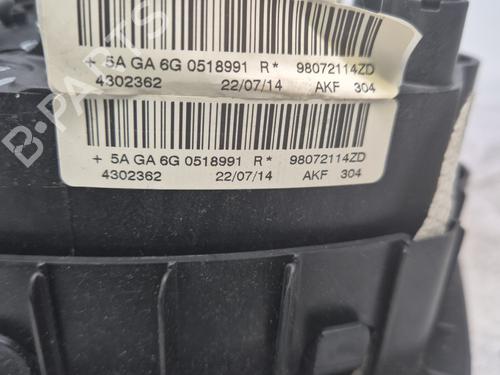 + 5A GA 6G 0518991 R* 98072114ZD
4302362 22/07/14 AKF 304
+ 5A GA 6G 0518991 R* 98072114ZD
4302362 22/07/14 AKF 304
B-PARTS